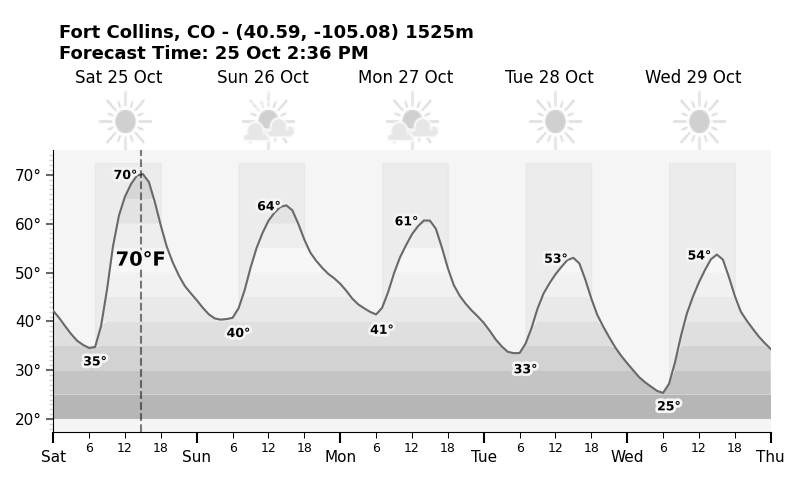 Fort Collins, CO - (40.59, -105.08) 1525m
Forecast Time: 25 Oct 2:36 PM
Sat 25 Oct Sun 26 Oct Mon 27 Oct Tue 28 Oct Wed 29 Oct
70° 70°
64°
60° 61°
70°F 53° 54°
50°
40° 40° 41°
35° 33°
30° 25°
20°
6 12 18 6 12 18 6 12 18 6 12 18 6 12 18
Sat Sun Mon Tue Wed Thu